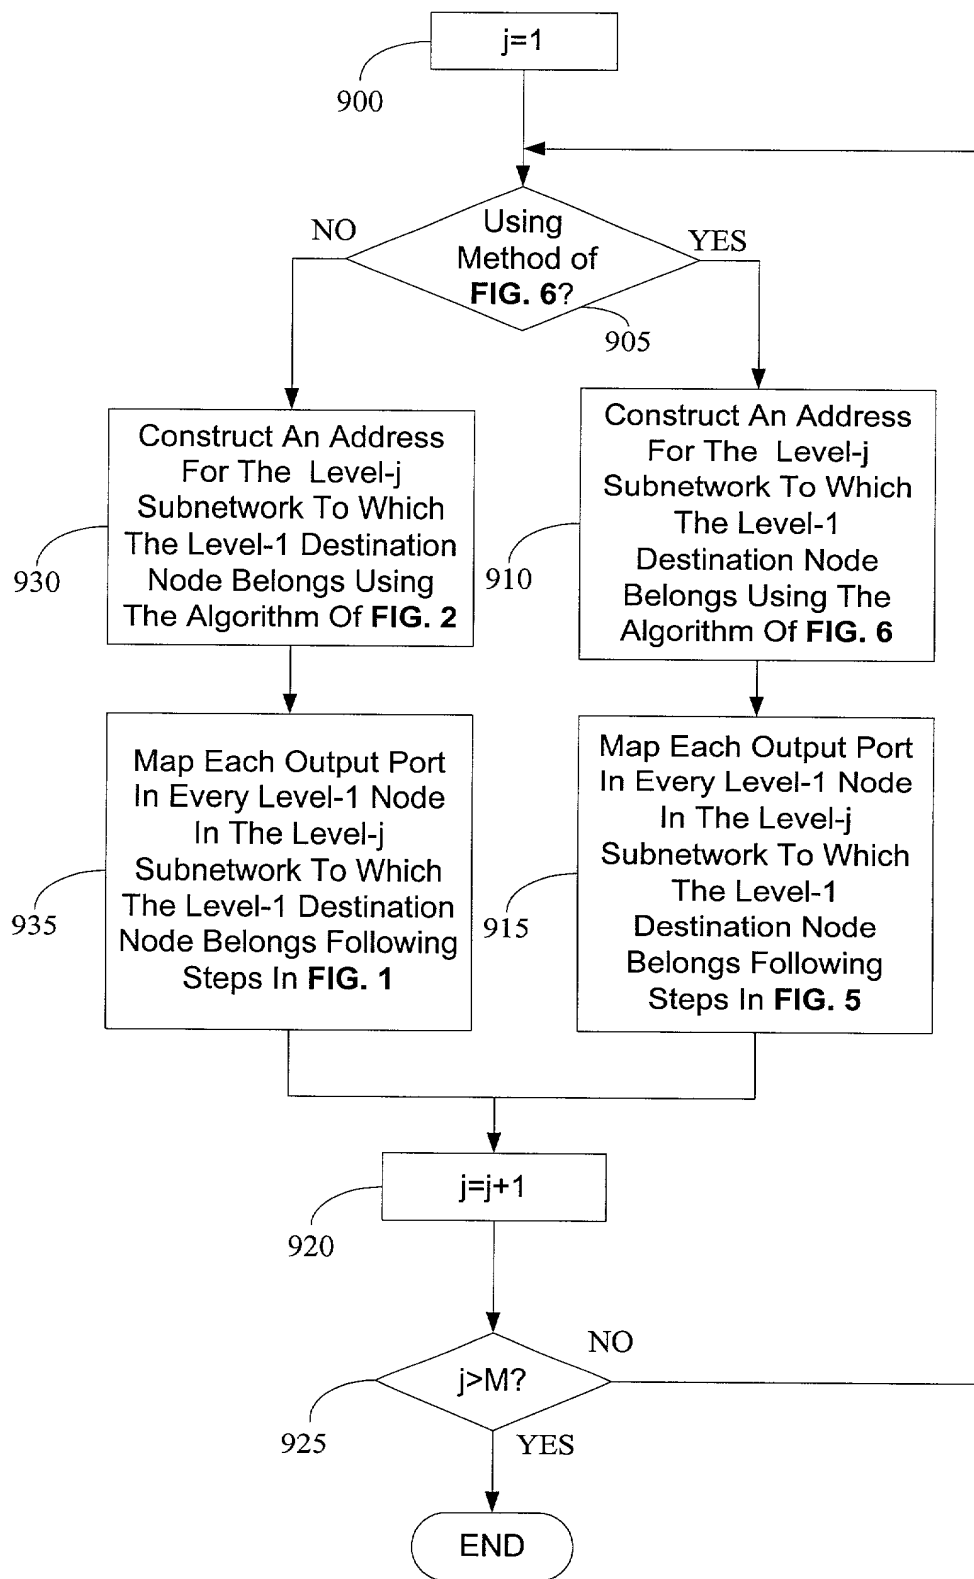 j=1
900
NO
YES
Using
Method of
FIG. 6?
905
Construct An Address
For The Level-j
Subnetwork To Which
The Level-1 Destination
Node Belongs Using
The Algorithm Of FIG. 2
930
Construct An Address
For The Level-j
Subnetwork To Which
The Level-1
Destination Node
Belongs Using The
Algorithm Of FIG. 6
910
Map Each Output Port
In Every Level-1 Node
In The Level-j
Subnetwork To Which
The Level-1 Destination
Node Belongs Following
Steps In FIG. 1
935
Map Each Output Port
In Every Level-1 Node
In The Level-j
Subnetwork To Which
The Level-1
Destination Node
Belongs Following
Steps In FIG. 5
915
j=j+1
920
j>M?
NO
925
YES
END